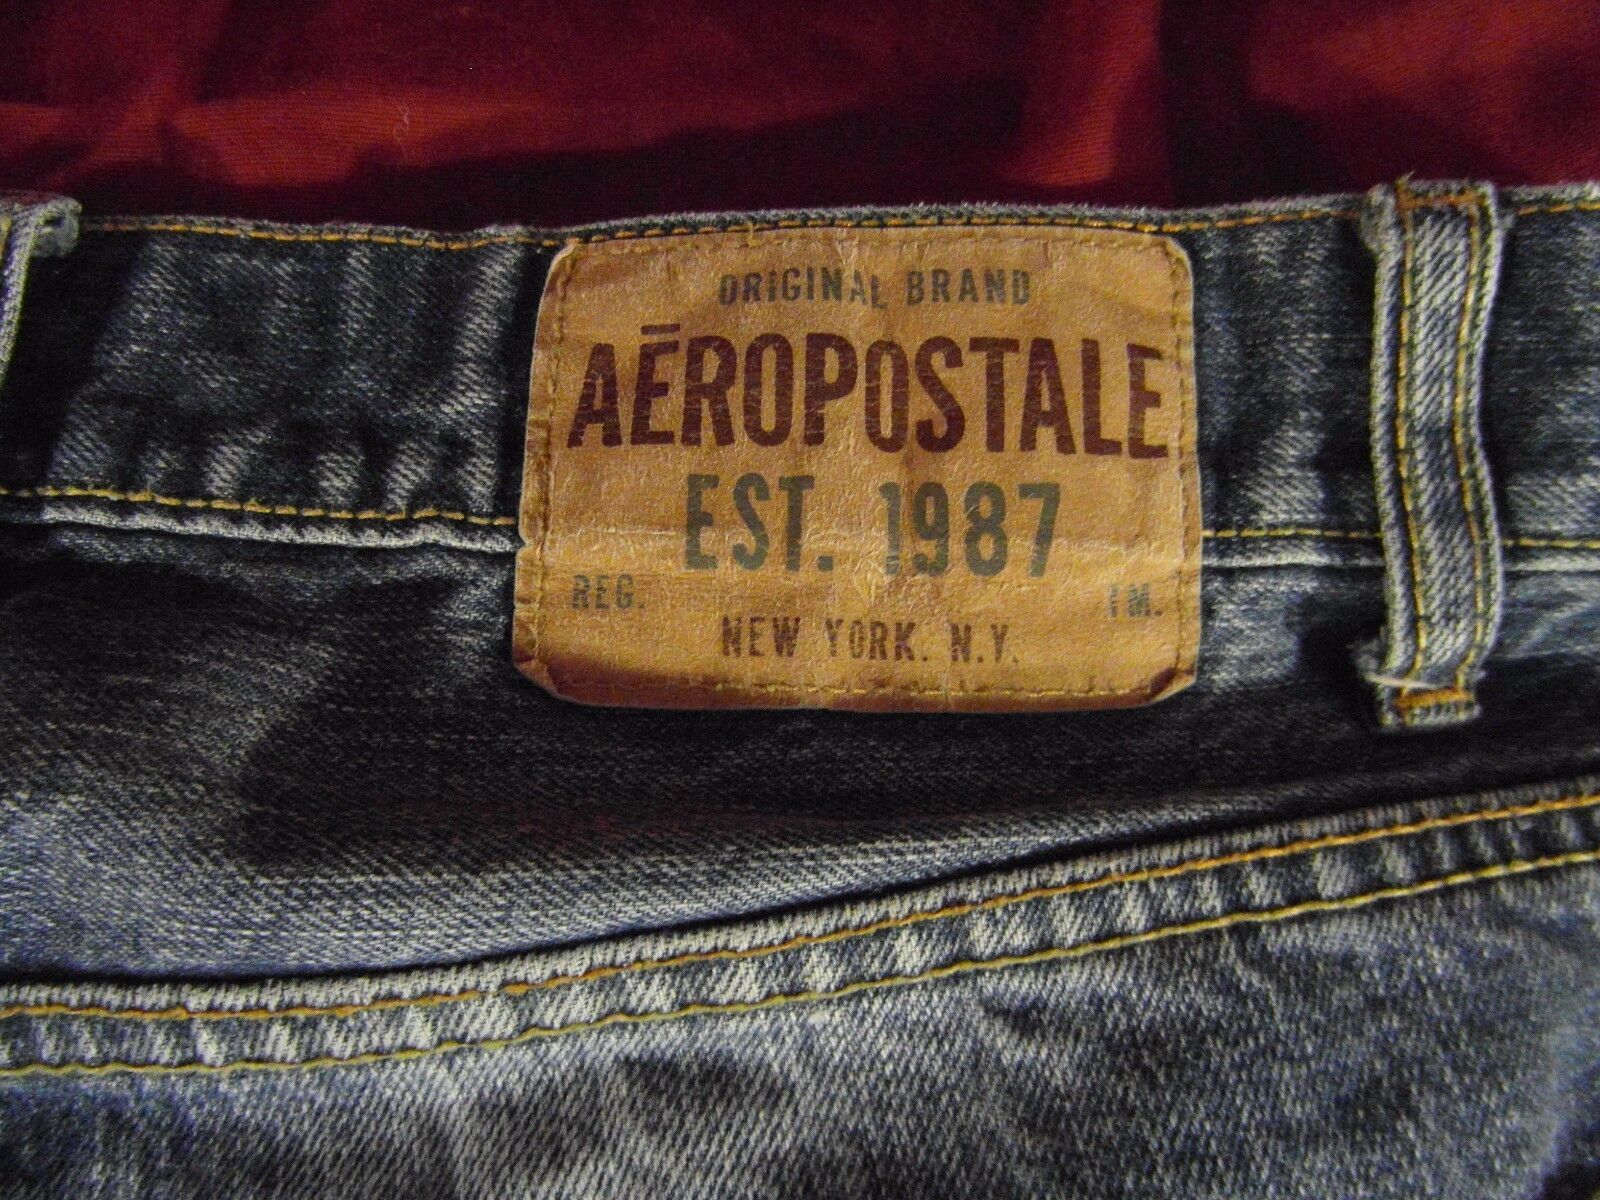 ORIGINAL BRAND
AĒROPOSTALE
EST. 1987
REG. TM.
NEW YORK. N.Y.